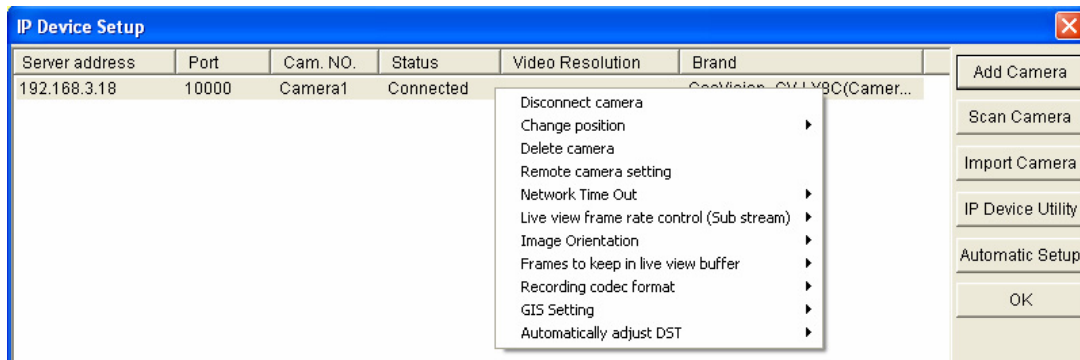 IP Device Setup
Server address Port Cam. NO. Status Video Resolution Brand
192.168.3.18 10000 Camera1 Connected (Camer...
Disconnect camera
Change position
Delete camera
Remote camera setting
Network Time Out
Live view frame rate control (Sub stream)
Image Orientation
Frames to keep in live view buffer
Recording codec format
GIS Setting
Automatically adjust DST
Add Camera
Scan Camera
Import Camera
IP Device Utility
Automatic Setup
OK